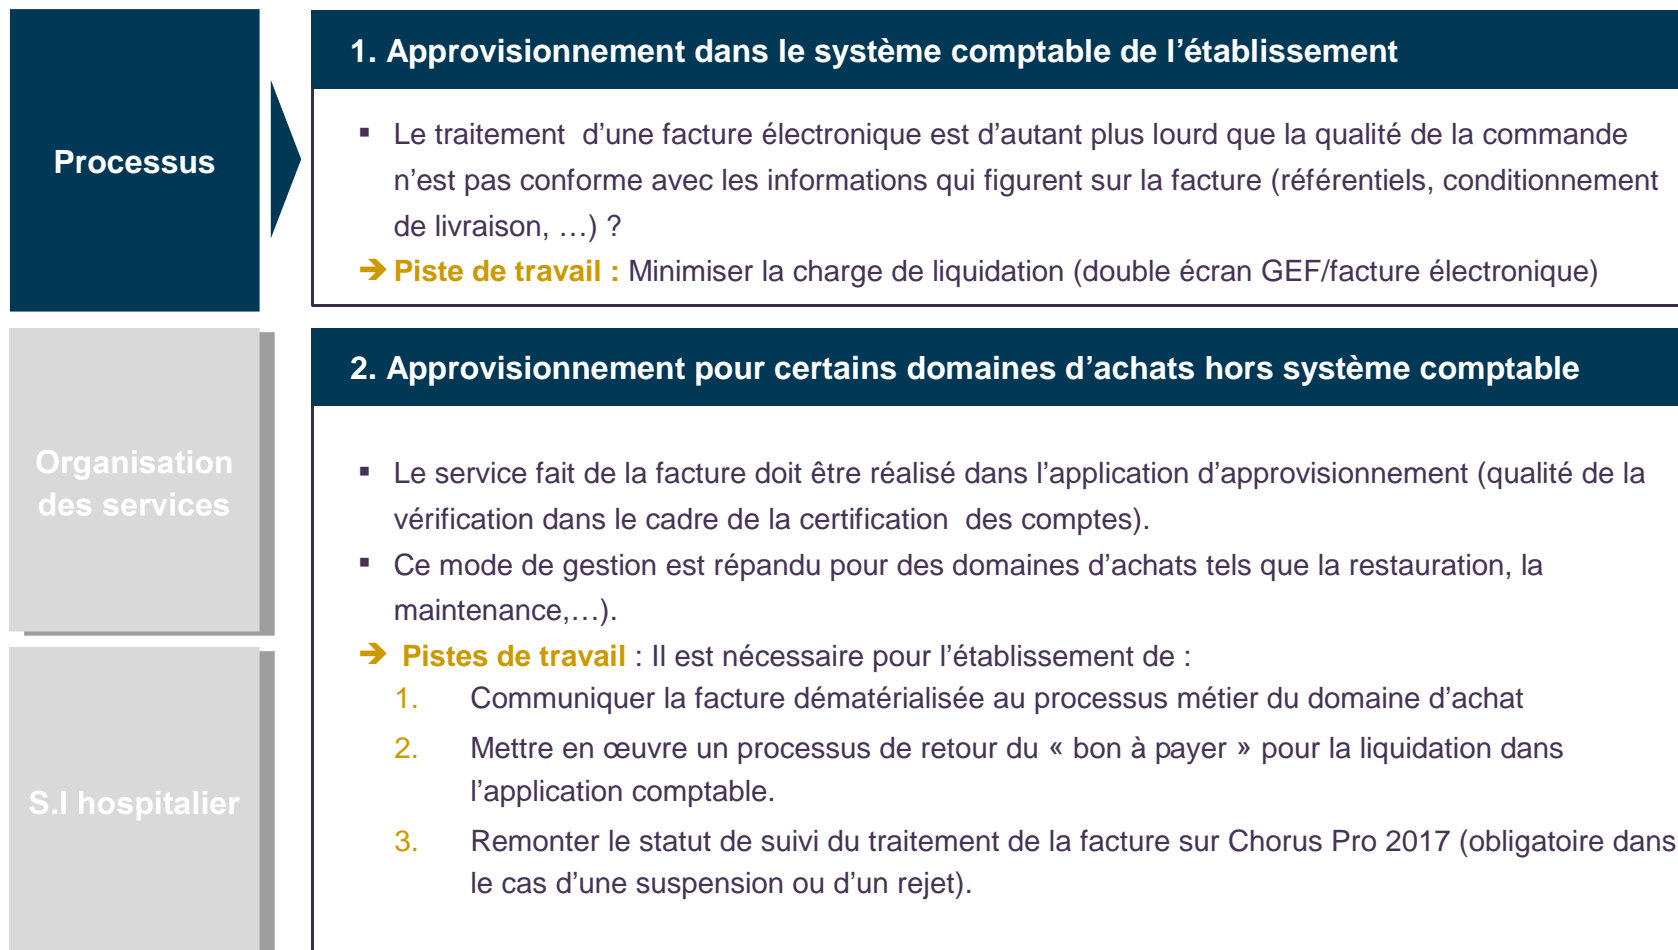 Processus
1. Approvisionnement dans le système comptable de l’établissement
▪ Le traitement  d’une facture électronique est d’autant plus lourd que la qualité de la commande
n’est pas conforme avec les informations qui figurent sur la facture (référentiels, conditionnement
de livraison, …) ?
➔ Piste de travail : Minimiser la charge de liquidation (double écran GEF/facture électronique)
Organisation
des services
S.I hospitalier
2. Approvisionnement pour certains domaines d’achats hors système comptable
▪ Le service fait de la facture doit être réalisé dans l’application d’approvisionnement (qualité de la
vérification dans le cadre de la certification  des comptes).
▪ Ce mode de gestion est répandu pour des domaines d’achats tels que la restauration, la
maintenance,…).
➔ Pistes de travail : Il est nécessaire pour l’établissement de :
1. Communiquer la facture dématérialisée au processus métier du domaine d’achat
2. Mettre en œuvre un processus de retour du « bon à payer » pour la liquidation dans
l’application comptable.
3. Remonter le statut de suivi du traitement de la facture sur Chorus Pro 2017 (obligatoire dans
le cas d’une suspension ou d’un rejet).